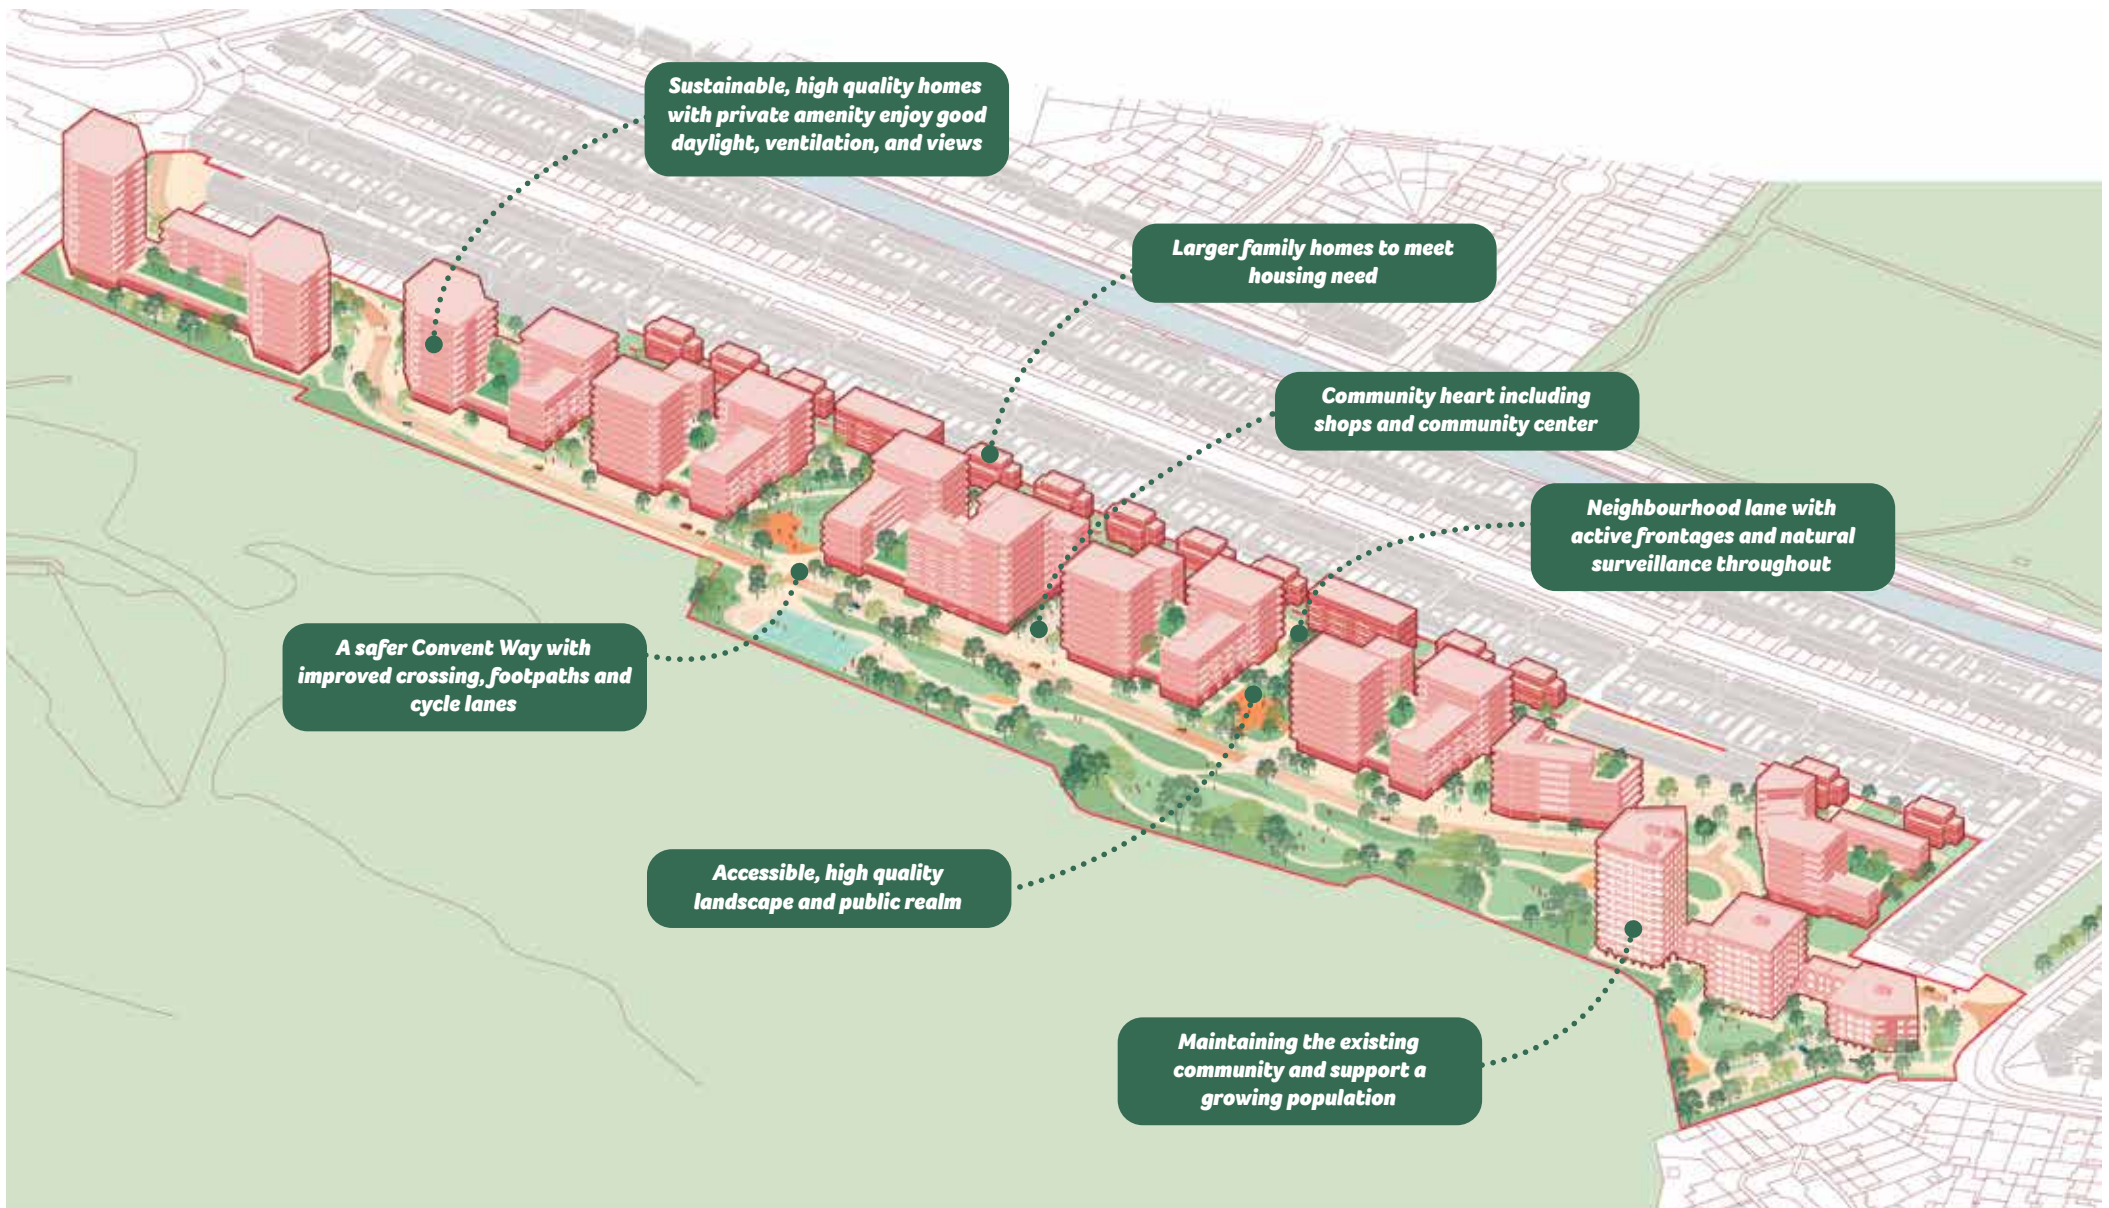 Sustainable, high quality homes
with private amenity enjoy good
daylight, ventilation, and views
Larger family homes to meet
housing need
Community heart including
shops and community center
Neighbourhood lane with
active frontages and natural
surveillance throughout
A safer Convent Way with
improved crossing, footpaths and
cycle lanes
Accessible, high quality
landscape and public realm
Maintaining the existing
community and support a
growing population